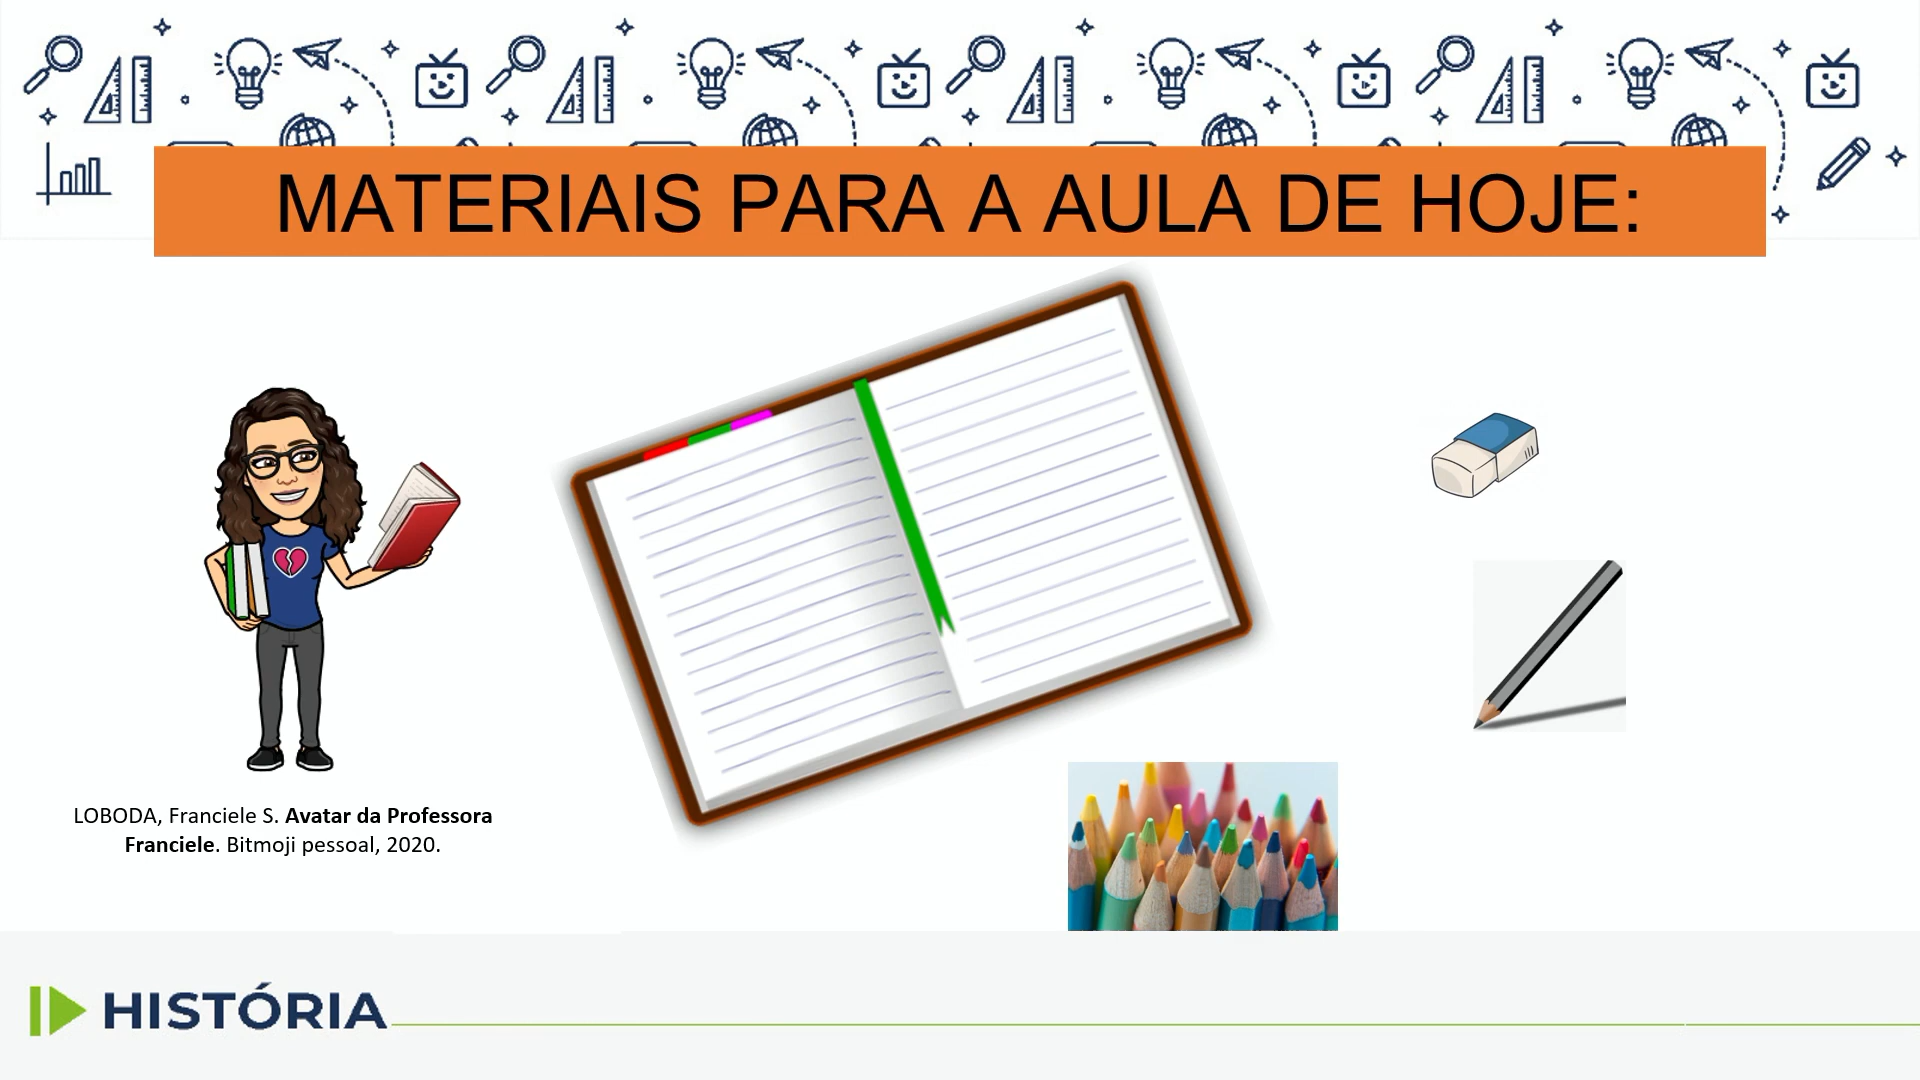 MATERIAIS PARA A AULA DE HOJE:
LOBODA, Franciele S. Avatar da Professora
Franciele. Bitmoji pessoal, 2020.
HISTÓRIA